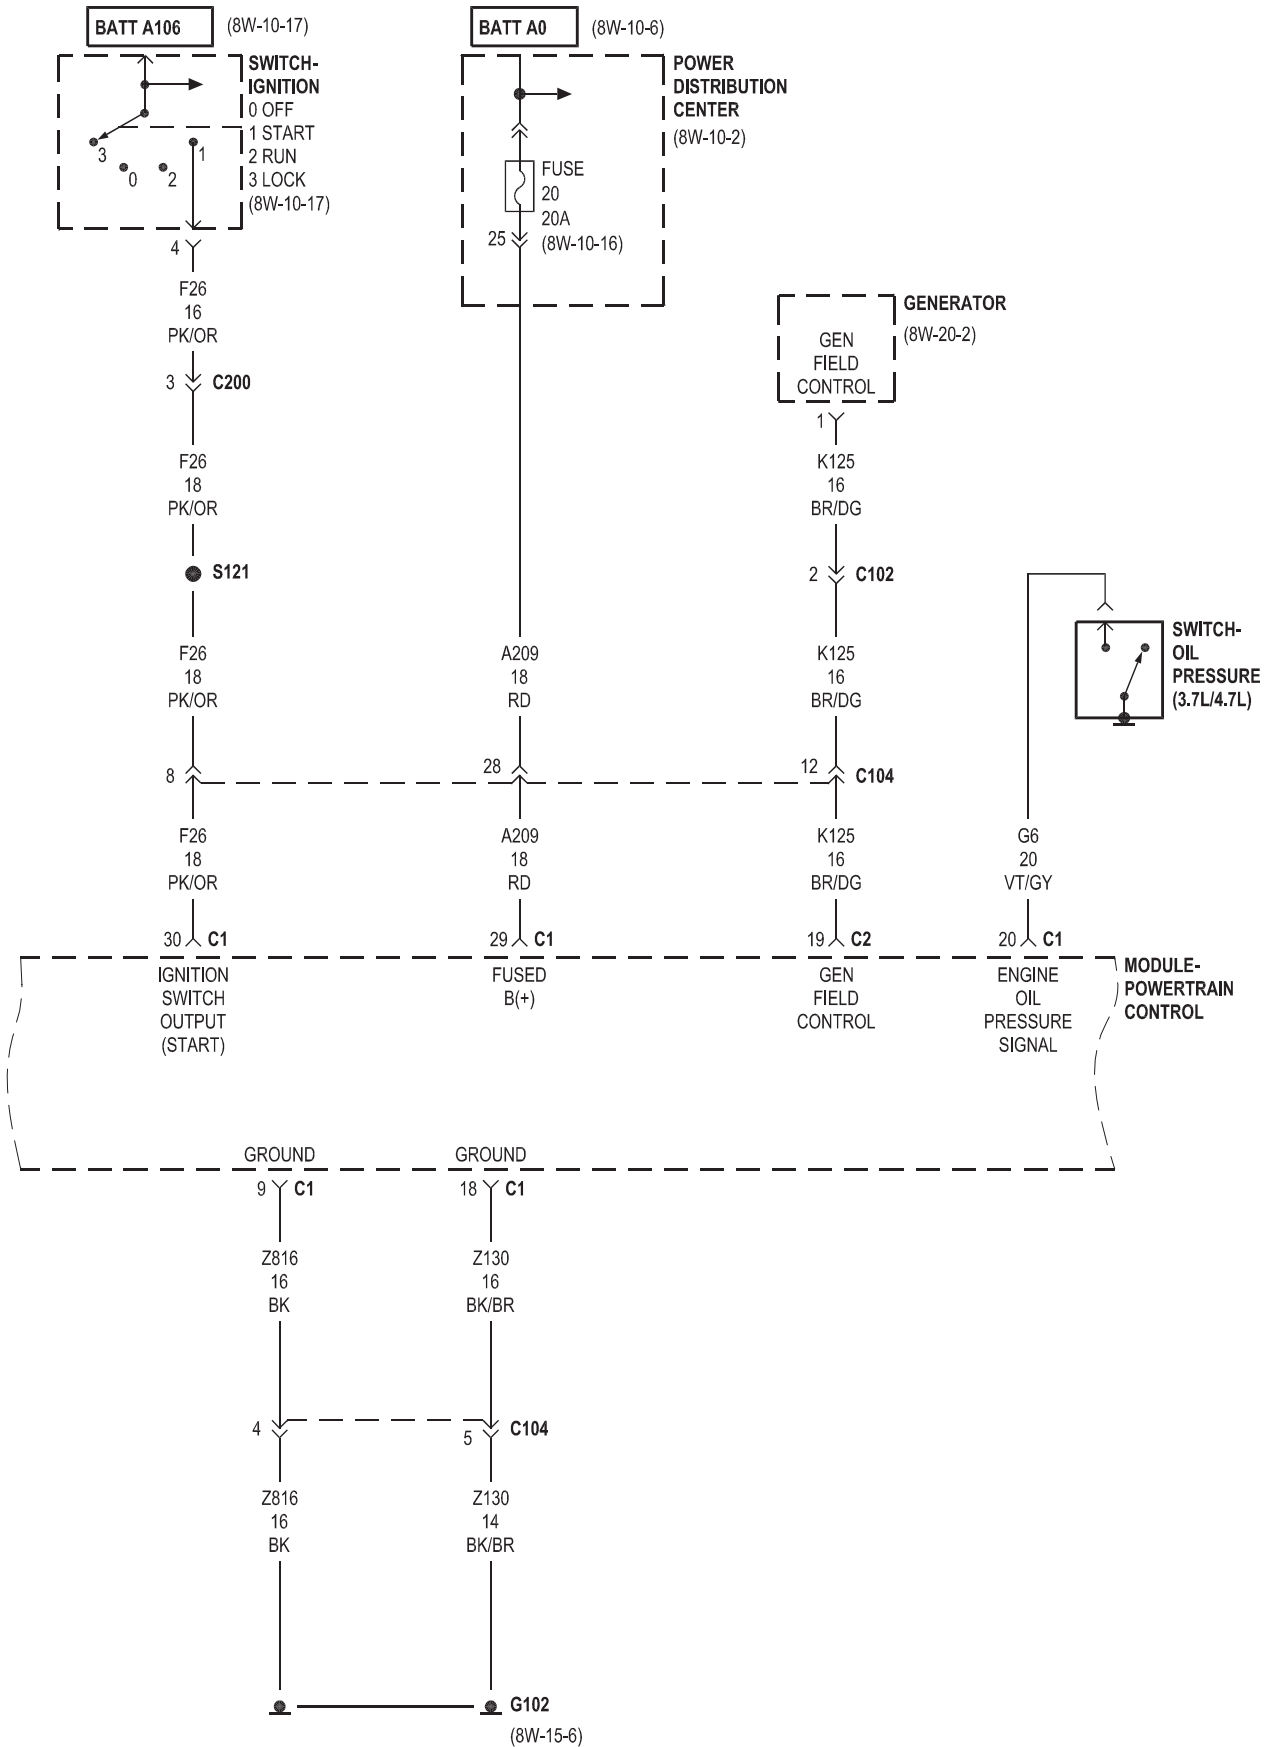 BATT A106
(8W-10-17)
SWITCH-
IGNITION
0 OFF
1 START
2 RUN
3 LOCK
(8W-10-17)
3
0
2
1
4
F26
16
PK/OR
3
C200
F26
18
PK/OR
S121
F26
18
PK/OR
8
F26
18
PK/OR
30
C1
BATT A0
(8W-10-6)
POWER
DISTRIBUTION
CENTER
(8W-10-2)
FUSE
20
20A
(8W-10-16)
25
A209
18
RD
28
A209
18
RD
29
C1
GENERATOR
(8W-20-2)
GEN
FIELD
CONTROL
1
K125
16
BR/DG
2
C102
K125
16
BR/DG
12
C104
K125
16
BR/DG
19
C2
SWITCH-
OIL
PRESSURE
(3.7L/4.7L)
G6
20
VT/GY
20
C1
IGNITION
SWITCH
OUTPUT
(START)
FUSED
B(+)
GEN
FIELD
CONTROL
ENGINE
OIL
PRESSURE
SIGNAL
MODULE-
POWERTRAIN
CONTROL
GROUND
GROUND
9
C1
18
C1
Z816
16
BK
Z130
16
BK/BR
4
5
C104
Z816
16
BK
Z130
14
BK/BR
G102
(8W-15-6)